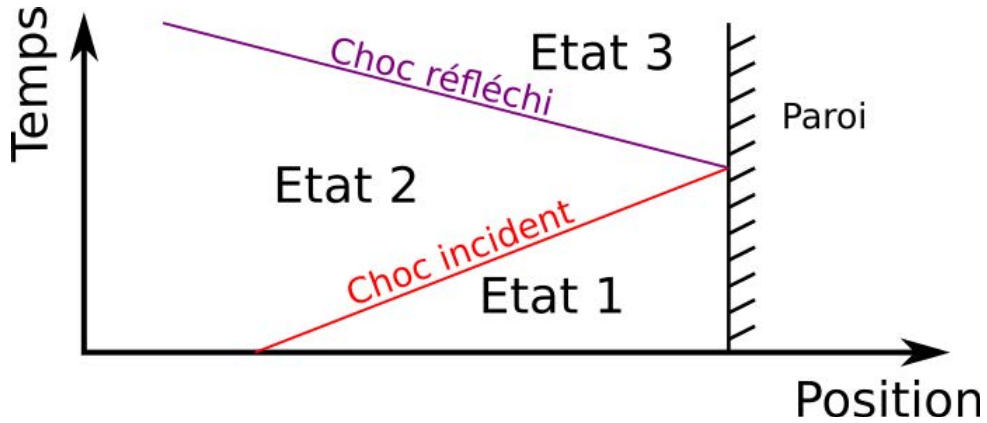 Temps
Choc réfléchi
Etat 3
Paroi
Etat 2
Choc incident
Etat 1
Position